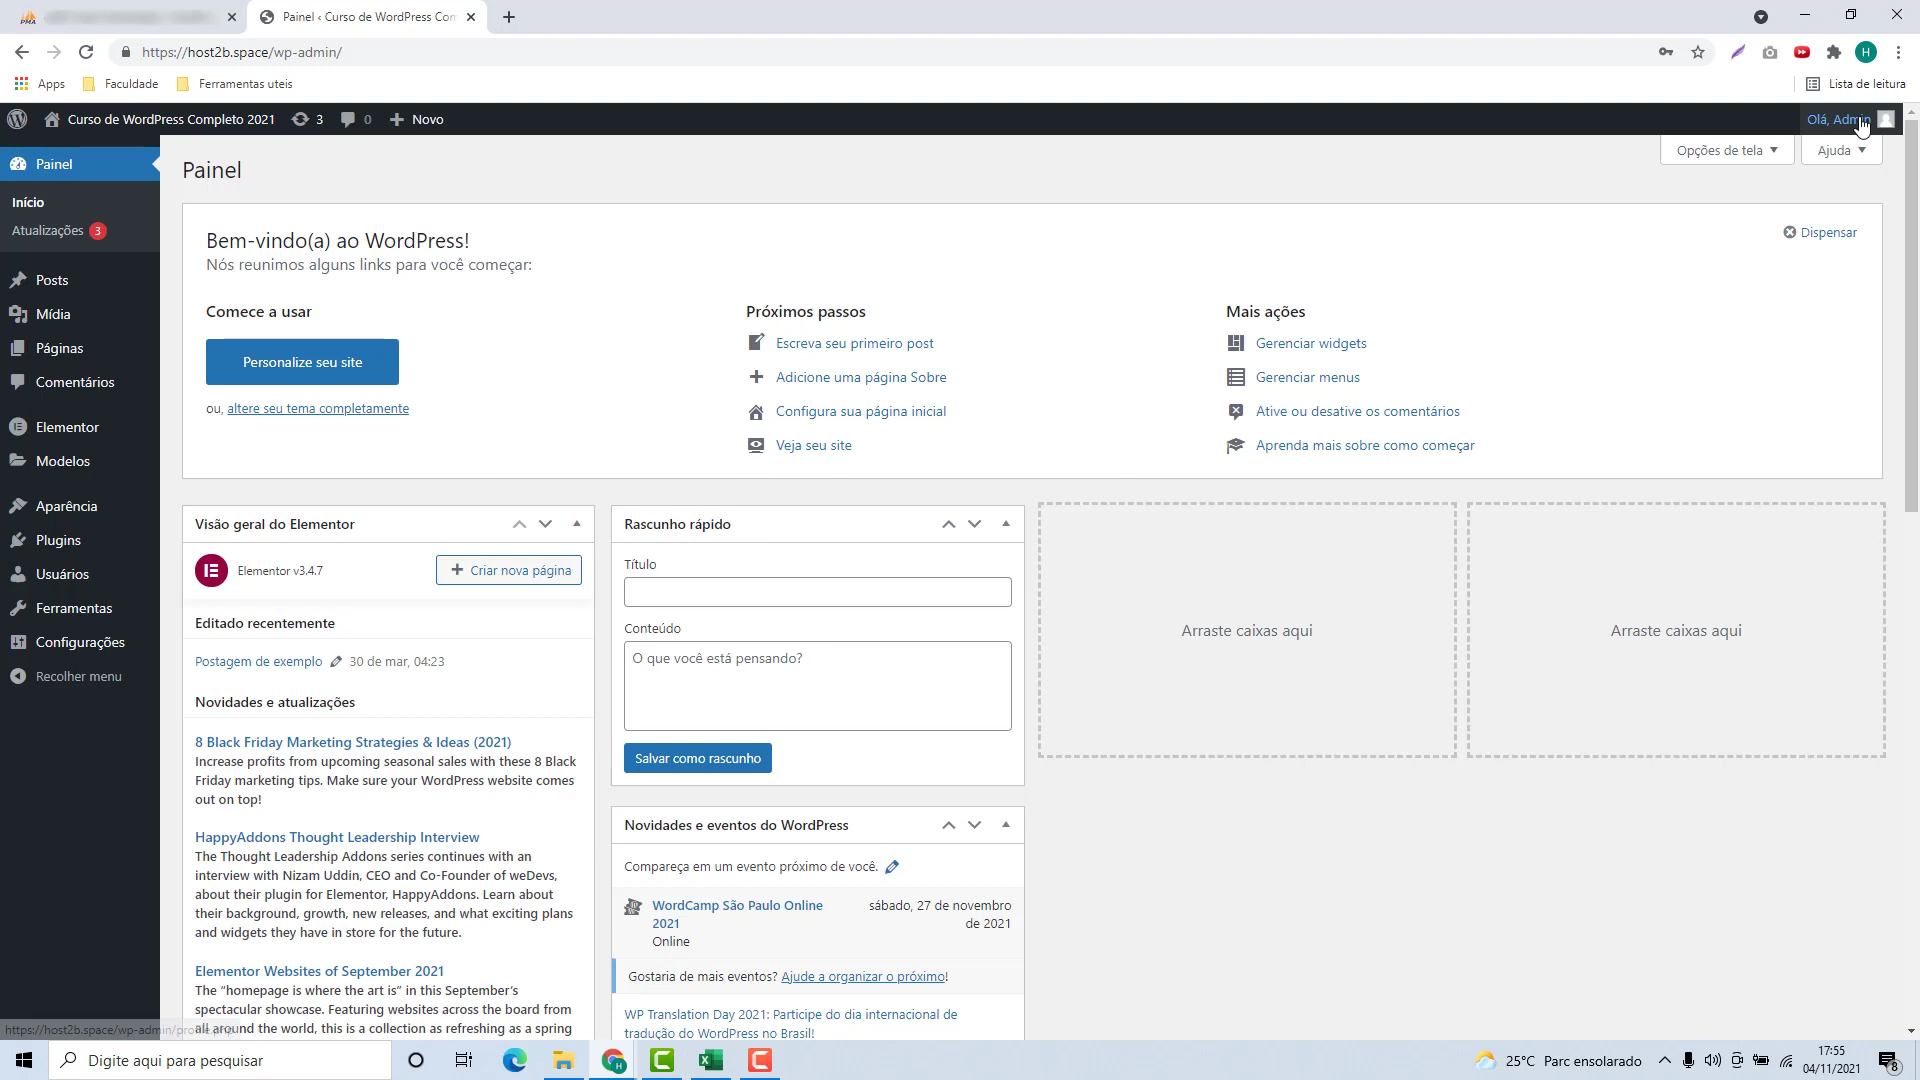 Painel ‹ Curso de WordPress Com
https://host2b.space/wp-admin/
H
Apps
Faculdade
Ferramentas uteis
Lista de leitura
Curso de WordPress Completo 2021
3
0
Novo
Olá, Admin
Painel
Início
Atualizações 3
Posts
Mídia
Páginas
Comentários
Elementor
Modelos
Aparência
Plugins
Usuários
Ferramentas
Configurações
Recolher menu
Painel
Opções de tela
Ajuda
Bem-vindo(a) ao WordPress!
Nós reunimos alguns links para você começar:
Dispensar
Comece a usar
Personalize seu site
ou, altere seu tema completamente
Próximos passos
Escreva seu primeiro post
Adicione uma página Sobre
Configura sua página inicial
Veja seu site
Mais ações
Gerenciar widgets
Gerenciar menus
Ative ou desative os comentários
Aprenda mais sobre como começar
Visão geral do Elementor
Elementor v3.4.7
Criar nova página
Editado recentemente
Postagem de exemplo 30 de mar, 04:23
Novidades e atualizações
8 Black Friday Marketing Strategies & Ideas (2021)
Increase profits from upcoming seasonal sales with these 8 Black
Friday marketing tips. Make sure your WordPress website comes
out on top!
HappyAddons Thought Leadership Interview
The Thought Leadership Addons series continues with an
interview with Nizam Uddin, CEO and Co-Founder of weDevs,
about their plugin for Elementor, HappyAddons. Learn about
their background, growth, new releases, and what exciting plans
and widgets they have in store for the future.
Elementor Websites of September 2021
The “homepage is where the art is” in this September’s
spectacular showcase. Featuring websites across the board from
all around the world, this is a collection as refreshing as a spring
Rascunho rápido
Título
Conteúdo
O que você está pensando?
Salvar como rascunho
Novidades e eventos do WordPress
Compareça em um evento próximo de você.
WordCamp São Paulo Online
2021
Online
sábado, 27 de novembro
de 2021
Gostaria de mais eventos? Ajude a organizar o próximo!
WP Translation Day 2021: Participe do dia internacional de
tradução do WordPress no Brasil!
Arraste caixas aqui
Arraste caixas aqui
https://host2b.space/wp-admin/profile.php
Digite aqui para pesquisar
25°C Parc ensolarado
17:55
04/11/2021
8